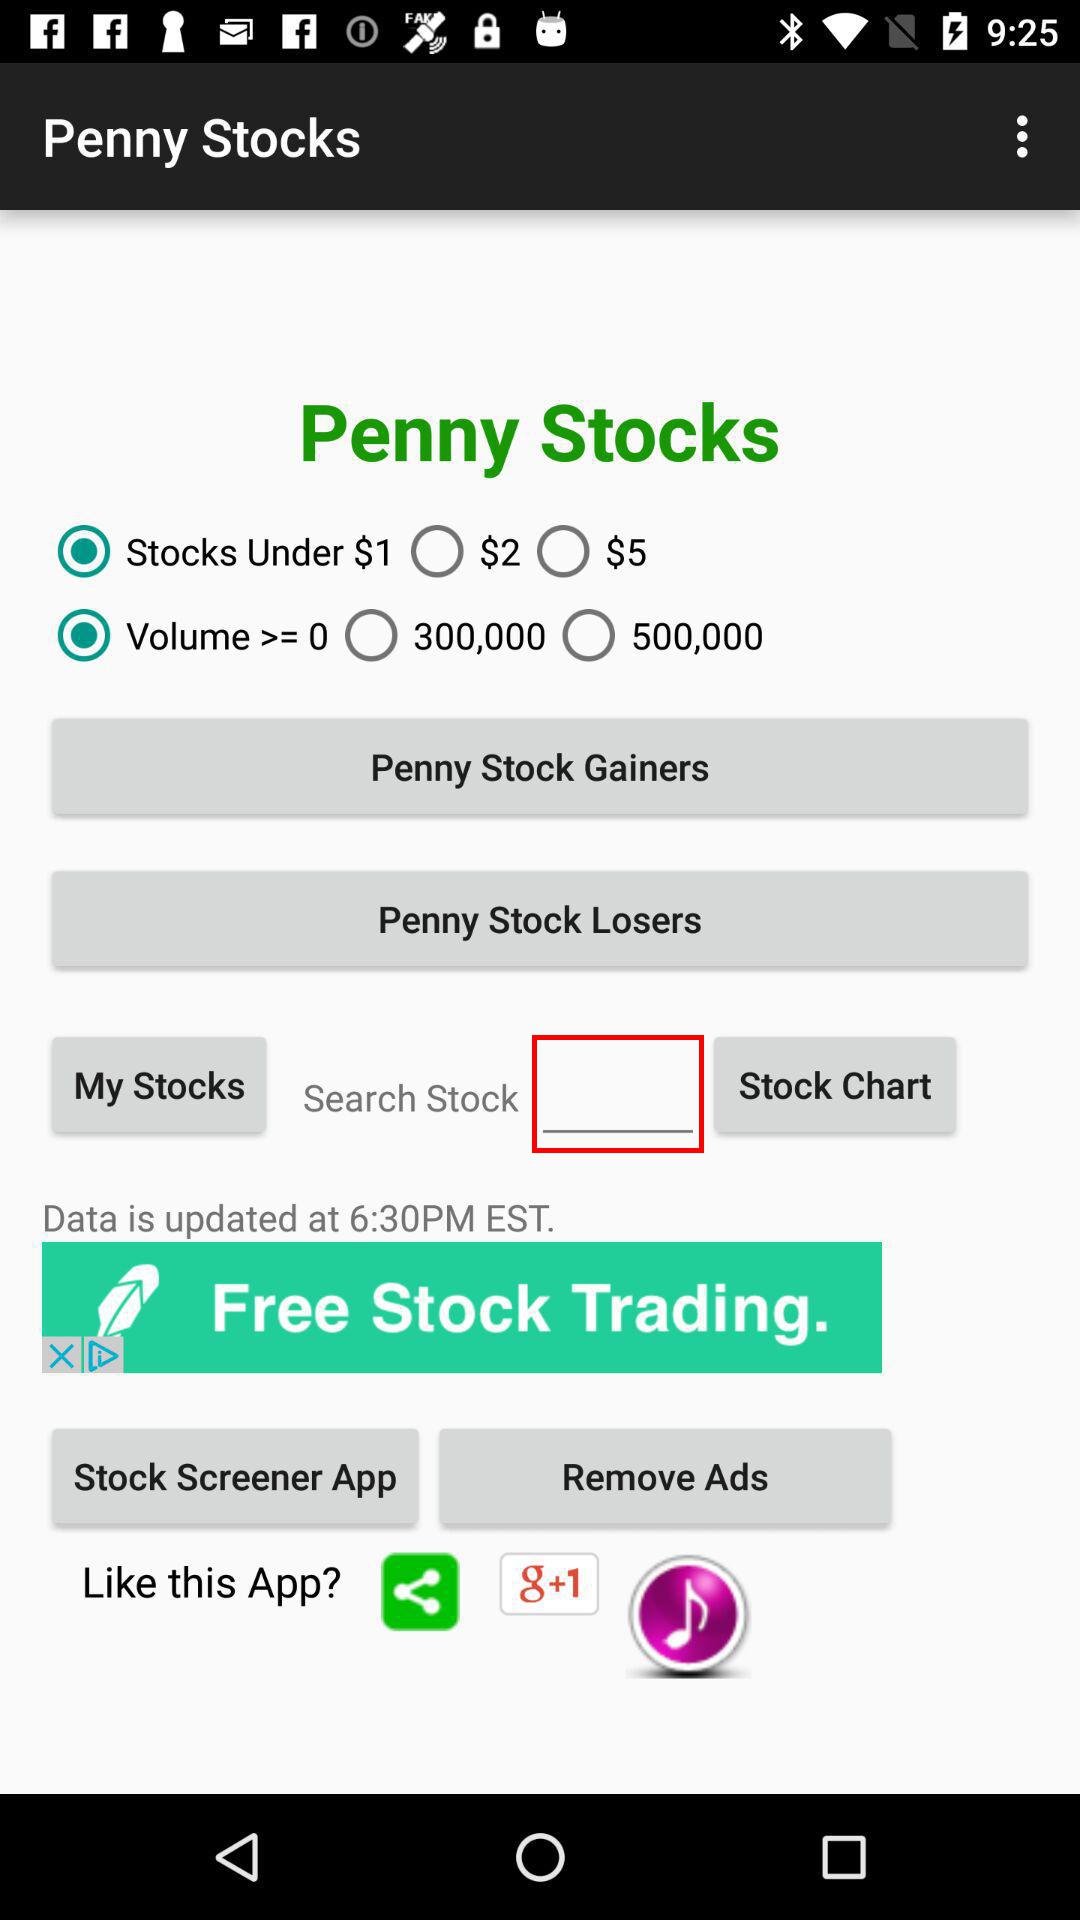 FAKE
9:25
Penny Stocks
Penny Stocks
Stocks Under $1 $2 $5
Volume >= 0 300,000 500,000
Penny Stock Gainers
Penny Stock Losers
My Stocks Search Stock Stock Chart
Data is updated at 6:30PM EST.
Free Stock Trading.
Stock Screener App Remove Ads
Like this App? g+1